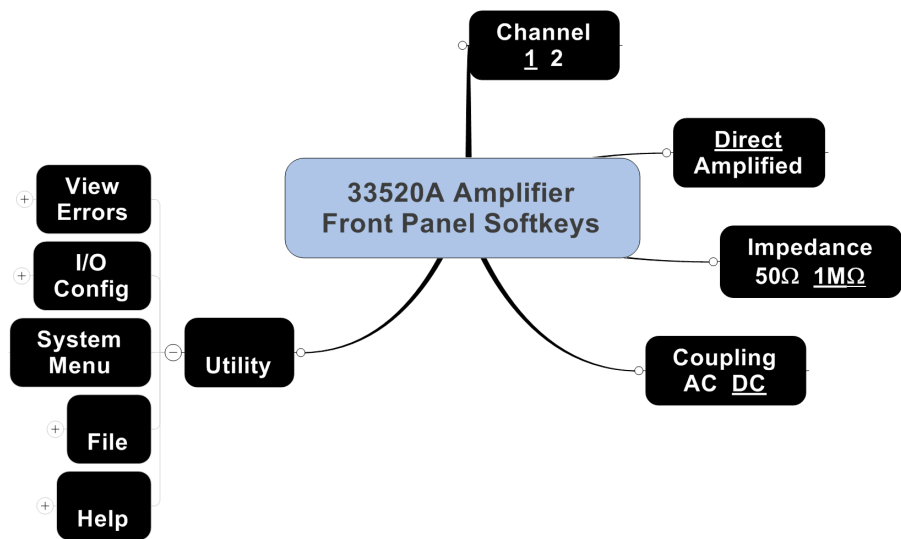 Channel
1 2
Direct
Amplified
33520A Amplifier
Front Panel Softkeys
Impedance
50Ω 1MΩ
Coupling
AC DC
Utility
View
Errors
I/O
Config
System
Menu
File
Help